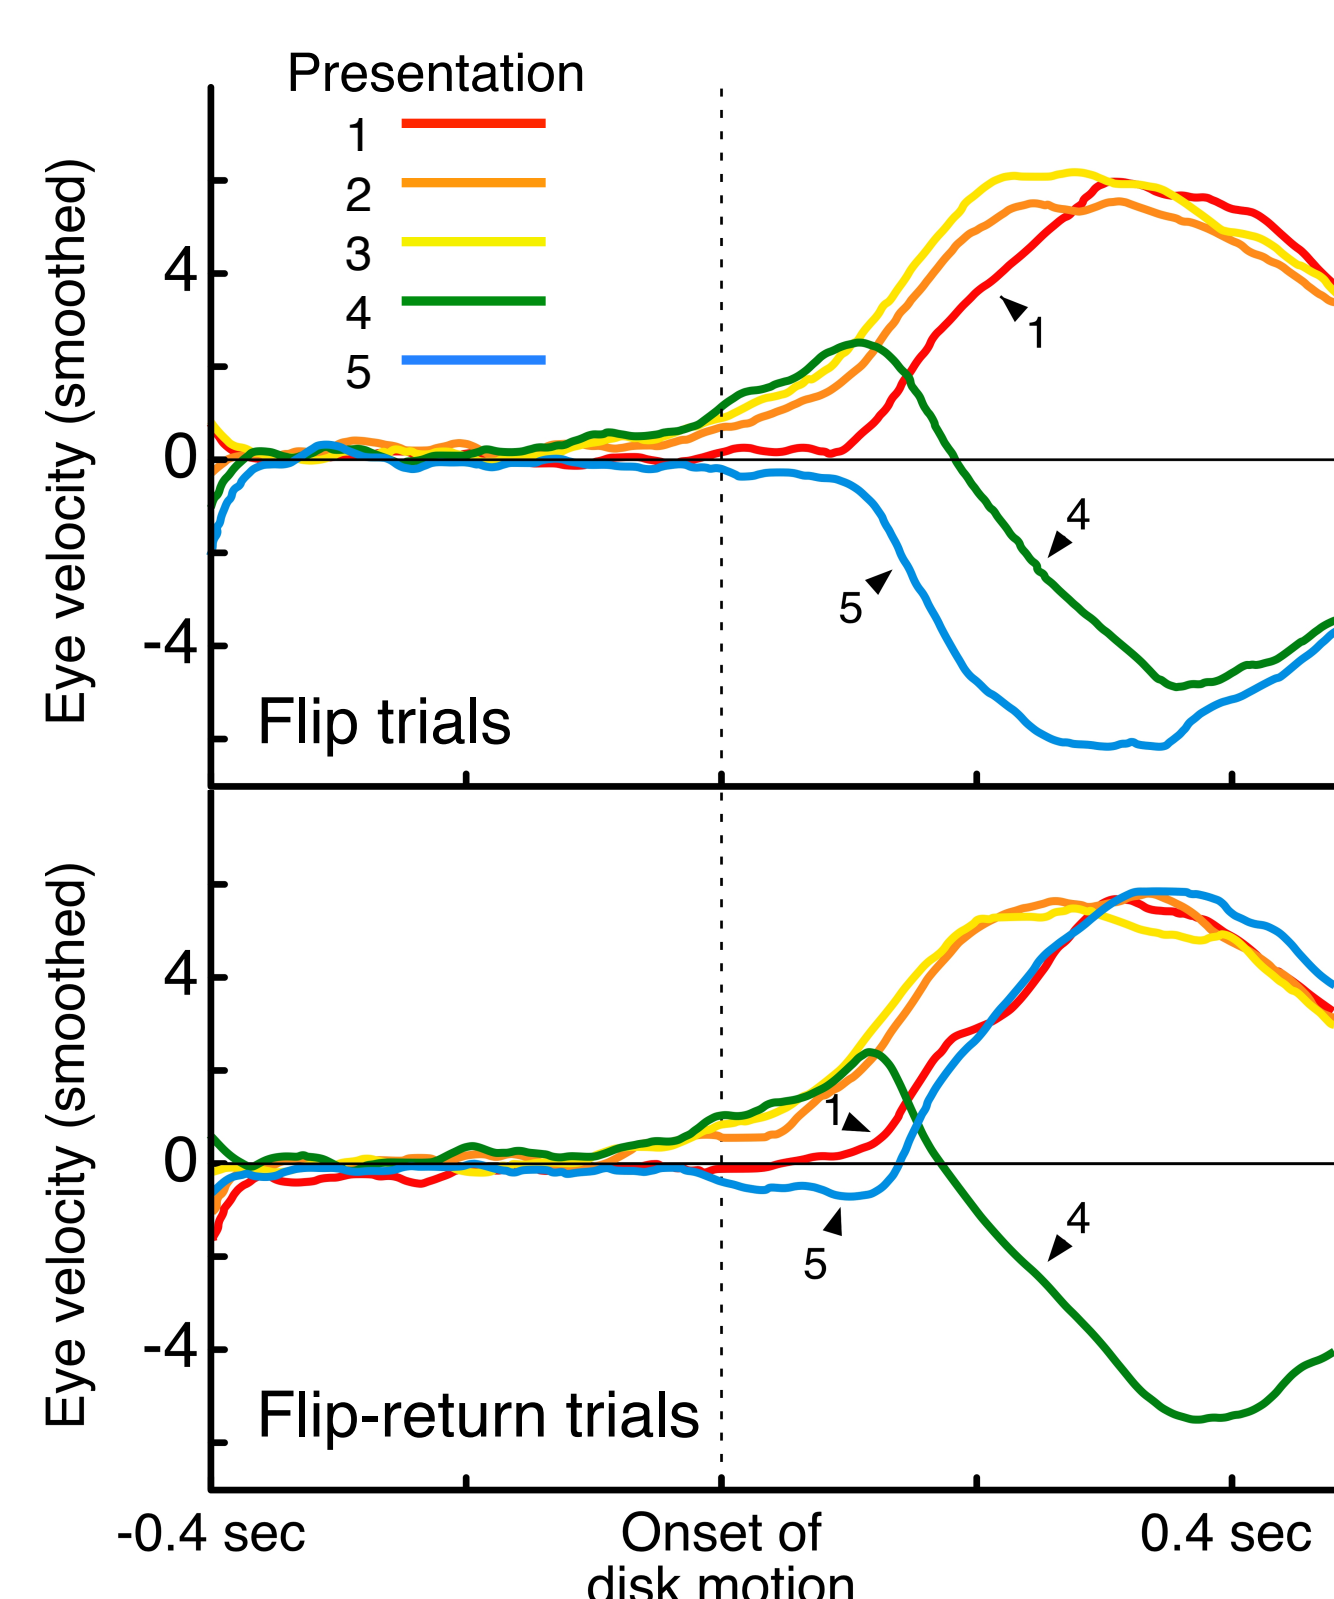 Presentation
1
2
3
4
5
Eye velocity (smoothed)
4
0
-4
1
4
5
Flip trials
Eye velocity (smoothed)
4
0
-4
1
4
5
Flip-return trials
-0.4 sec
Onset of
disk motion
0.4 sec